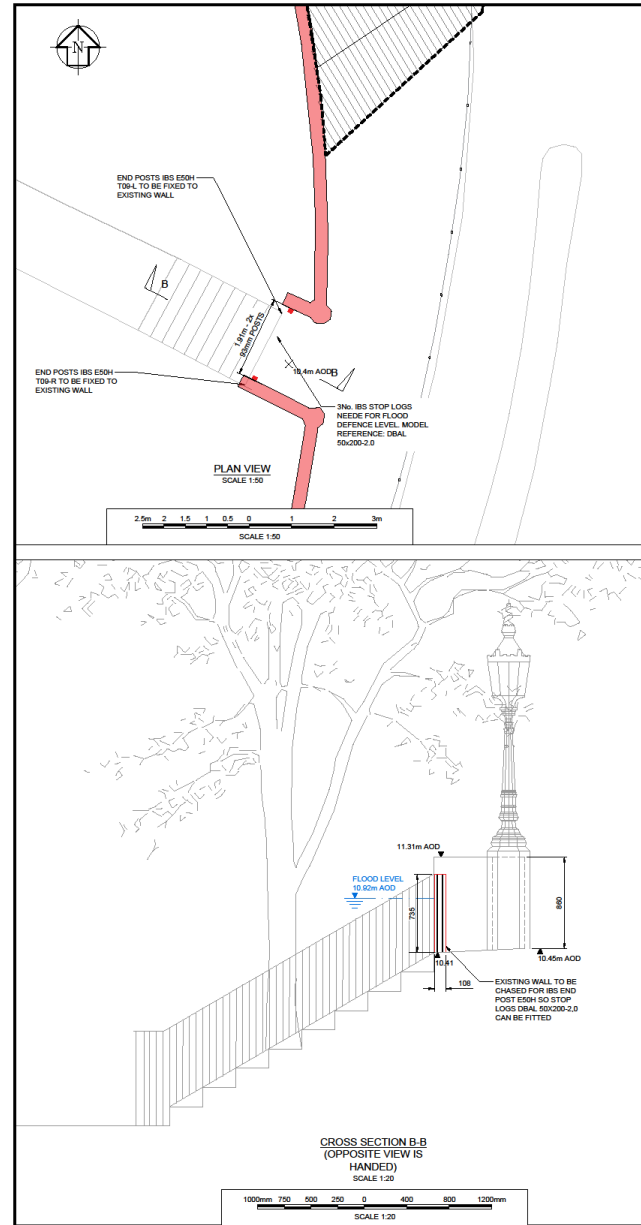 N
END POSTS IBS E50H
T09-L TO BE FIXED TO
EXISTING WALL
B
1.91m - 2x
93mm POSTS
10.4m AOD
B
END POSTS IBS E50H
T09-R TO BE FIXED TO
EXISTING WALL
3No. IBS STOP LOGS
NEEDE FOR FLOOD
DEFENCE LEVEL. MODEL
REFERENCE: DBAL
50x200-2.0
PLAN VIEW
SCALE 1:50
2.5m 2 1.5 1 0.5 0 1 2 3m
SCALE 1:50
11.31m AOD
FLOOD LEVEL
10.92m AOD
735
860
10.41
10.45m AOD
108
EXISTING WALL TO BE
CHASED FOR IBS END
POST E50H SO STOP
LOGS DBAL 50X200-2.0
CAN BE FITTED
CROSS SECTION B-B
(OPPOSITE VIEW IS
HANDED)
SCALE 1:20
1000mm 750 500 250 0 400 800 1200mm
SCALE 1:20